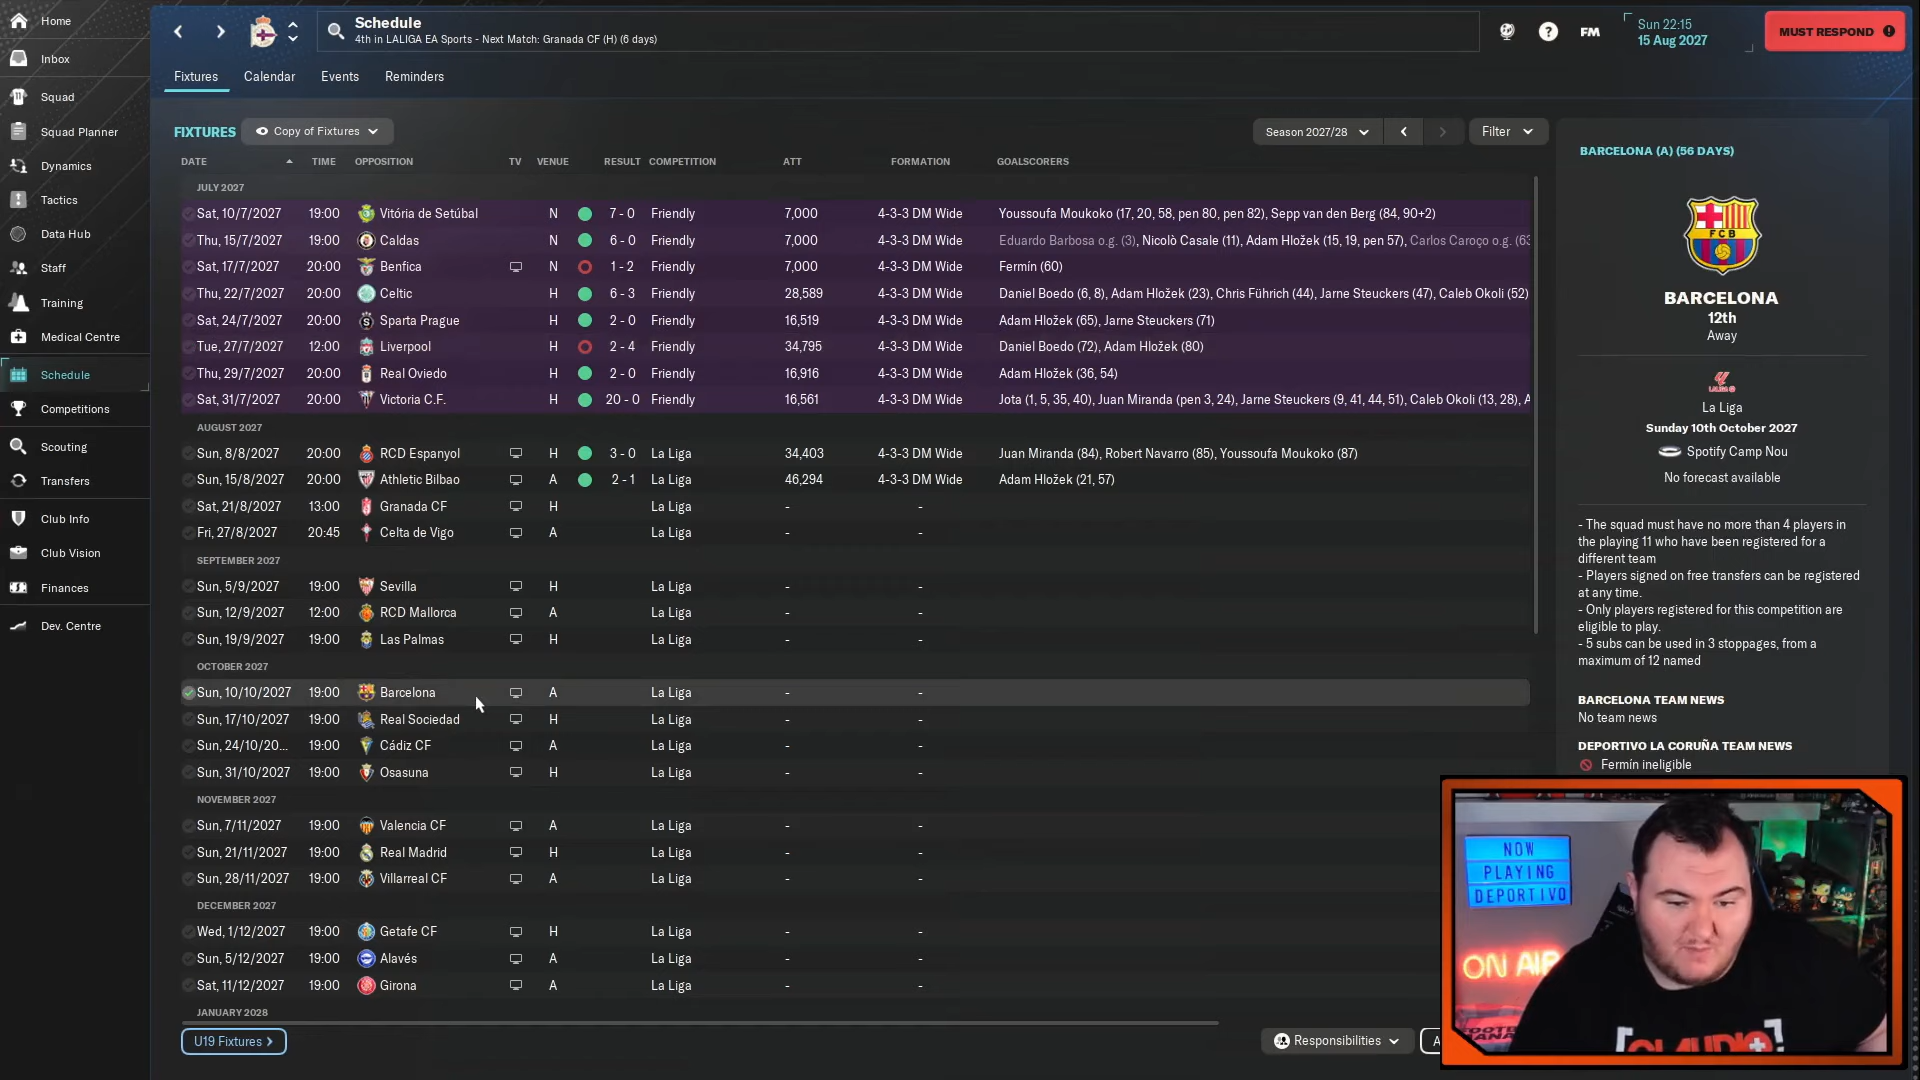 Home
Inbox
Squad
Squad Planner
Dynamics
Tactics
Data Hub
Staff
Training
Medical Centre
Schedule
Competitions
Scouting
Transfers
Club Info
Club Vision
Finances
Dev. Centre
Schedule
4th in LALIGA EA Sports - Next Match: Granada CF (H) (6 days)
FM
Sun 22:15
15 Aug 2027
MUST RESPOND
Fixtures Calendar Events Reminders
FIXTURES Copy of Fixtures Season 2027/28 Filter
DATE TIME OPPOSITION TV VENUE RESULT COMPETITION ATT FORMATION GOALSCORERS
JULY 2027
Sat, 10/7/2027 19:00 Vitória de Setúbal N 7 - 0 Friendly 7,000 4-3-3 DM Wide Youssoufa Moukoko (17, 20, 58, pen 80, pen 82), Sepp van den Berg (84, 90+2)
Thu, 15/7/2027 19:00 Caldas N 6 - 0 Friendly 7,000 4-3-3 DM Wide Eduardo Barbosa o.g. (3), Nicolò Casale (11), Adam Hložek (15, 19, pen 57), Carlos Caroço o.g. (63
Sat, 17/7/2027 20:00 Benfica N 1 - 2 Friendly 7,000 4-3-3 DM Wide Fermín (60)
Thu, 22/7/2027 20:00 Celtic H 6 - 3 Friendly 28,589 4-3-3 DM Wide Daniel Boedo (6, 8), Adam Hložek (23), Chris Führich (44), Jarne Steuckers (47), Caleb Okoli (52)
Sat, 24/7/2027 20:00 Sparta Prague H 2 - 0 Friendly 16,519 4-3-3 DM Wide Adam Hložek (65), Jarne Steuckers (71)
Tue, 27/7/2027 12:00 Liverpool H 2 - 4 Friendly 34,795 4-3-3 DM Wide Daniel Boedo (72), Adam Hložek (80)
Thu, 29/7/2027 20:00 Real Oviedo H 2 - 0 Friendly 16,916 4-3-3 DM Wide Adam Hložek (36, 54)
Sat, 31/7/2027 20:00 Victoria C.F. H 20 - 0 Friendly 16,561 4-3-3 DM Wide Jota (1, 5, 35, 40), Juan Miranda (pen 3, 24), Jarne Steuckers (9, 41, 44, 51), Caleb Okoli (13, 28), A
AUGUST 2027
Sun, 8/8/2027 20:00 RCD Espanyol H 3 - 0 La Liga 34,403 4-3-3 DM Wide Juan Miranda (84), Robert Navarro (85), Youssoufa Moukoko (87)
Sun, 15/8/2027 20:00 Athletic Bilbao A 2 - 1 La Liga 46,294 4-3-3 DM Wide Adam Hložek (21, 57)
Sat, 21/8/2027 13:00 Granada CF H La Liga - -
Fri, 27/8/2027 20:45 Celta de Vigo A La Liga - -
SEPTEMBER 2027
Sun, 5/9/2027 19:00 Sevilla H La Liga - -
Sun, 12/9/2027 12:00 RCD Mallorca A La Liga - -
Sun, 19/9/2027 19:00 Las Palmas H La Liga - -
OCTOBER 2027
Sun, 10/10/2027 19:00 Barcelona A La Liga - -
Sun, 17/10/2027 19:00 Real Sociedad H La Liga - -
Sun, 24/10/20... 19:00 Cádiz CF A La Liga - -
Sun, 31/10/2027 19:00 Osasuna H La Liga - -
NOVEMBER 2027
Sun, 7/11/2027 19:00 Valencia CF A La Liga - -
Sun, 21/11/2027 19:00 Real Madrid H La Liga - -
Sun, 28/11/2027 19:00 Villarreal CF A La Liga - -
DECEMBER 2027
Wed, 1/12/2027 19:00 Getafe CF H La Liga - -
Sun, 5/12/2027 19:00 Alavés A La Liga - -
Sat, 11/12/2027 19:00 Girona A La Liga - -
JANUARY 2028
U19 Fixtures
Responsibilities
BARCELONA (A) (56 DAYS)
FCB
BARCELONA
12th
Away
La Liga
Sunday 10th October 2027
Spotify Camp Nou
No forecast available
- The squad must have no more than 4 players in
the playing 11 who have been registered for a
different team
- Players signed on free transfers can be registered
at any time.
- Only players registered for this competition are
eligible to play.
- 5 subs can be used in 3 stoppages, from a
maximum of 12 named
BARCELONA TEAM NEWS
No team news
DEPORTIVO LA CORUÑA TEAM NEWS
Fermín ineligible
NOW
PLAYING
DEPORTIVO
ON AIR